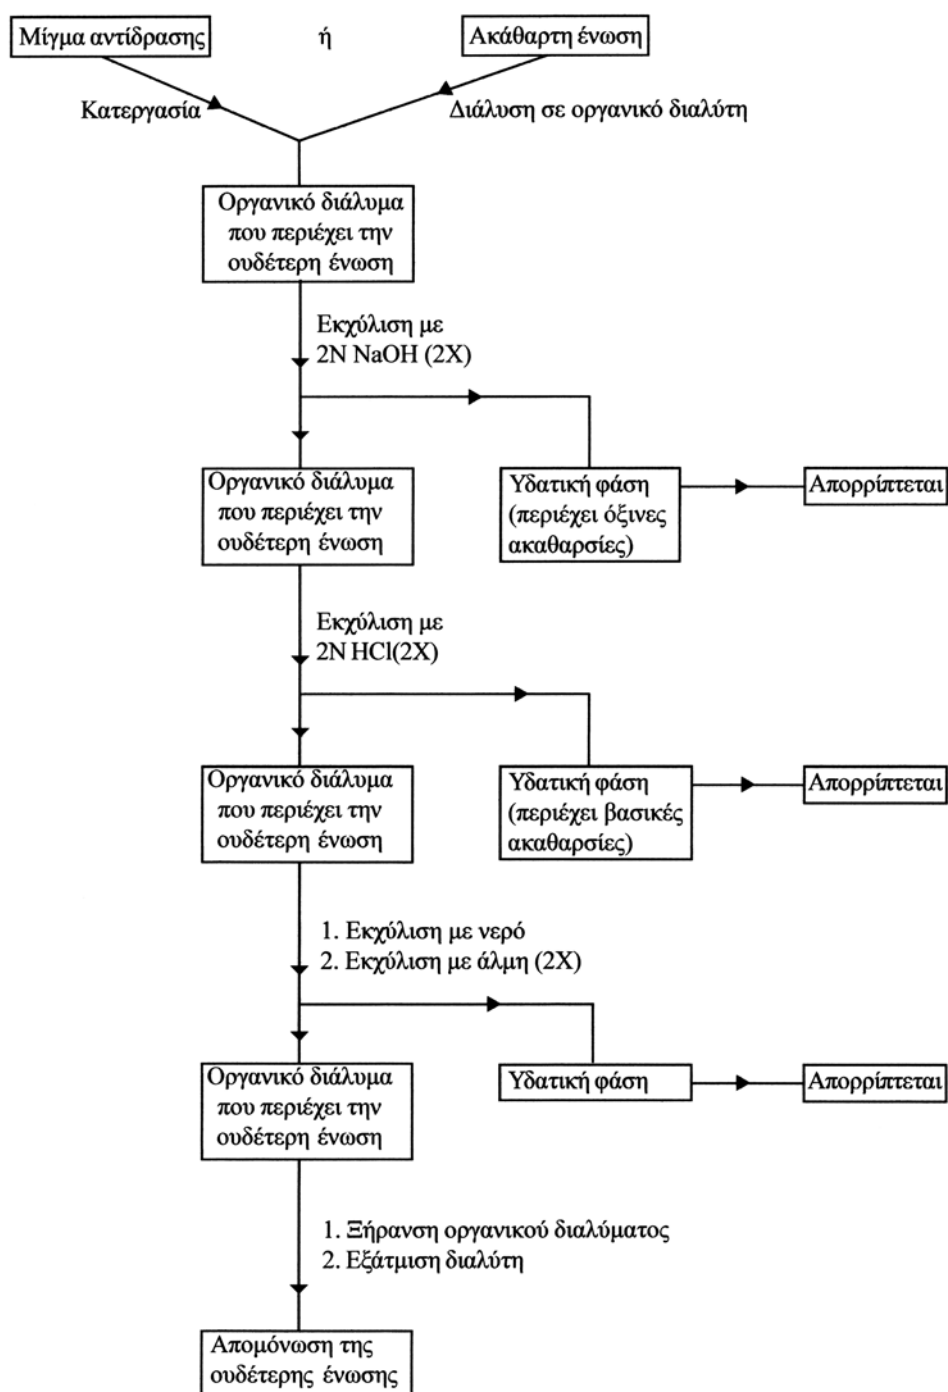 Μίγμα αντίδρασης
ή
Ακάθαρτη ένωση
Κατεργασία
Διάλυση σε οργανικό διαλύτη
Οργανικό διάλυμα
που περιέχει την
ουδέτερη ένωση
Εκχύλιση με
2N NaOH (2X)
Οργανικό διάλυμα
που περιέχει την
ουδέτερη ένωση
Υδατική φάση
(περιέχει όξινες
ακαθαρσίες)
Απορρίπτεται
Εκχύλιση με
2N HCl(2X)
Οργανικό διάλυμα
που περιέχει την
ουδέτερη ένωση
Υδατική φάση
(περιέχει βασικές
ακαθαρσίες)
Απορρίπτεται
1. Εκχύλιση με νερό
2. Εκχύλιση με άλμη (2X)
Οργανικό διάλυμα
που περιέχει την
ουδέτερη ένωση
Υδατική φάση
Απορρίπτεται
1. Ξήρανση οργανικού διαλύματος
2. Εξάτμιση διαλύτη
Απομόνωση της
ουδέτερης ένωσης